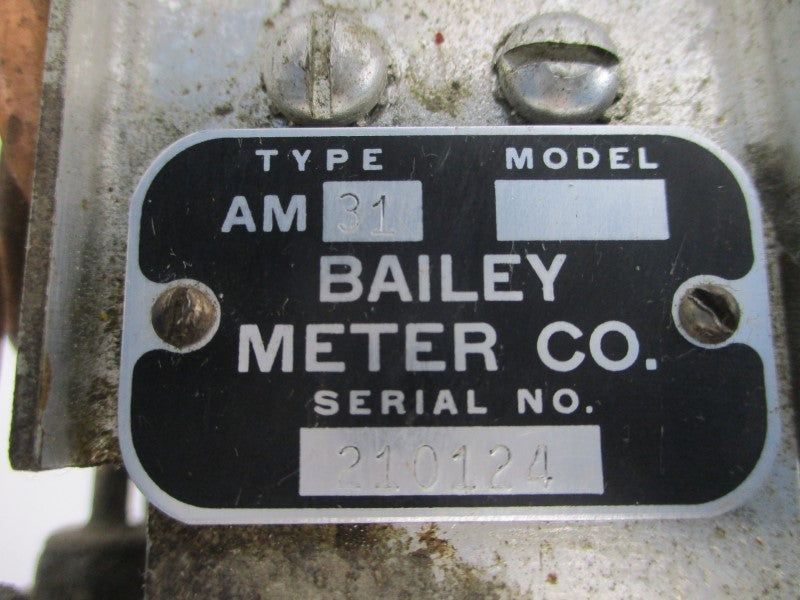 TYPE MODEL
AM 31
BAILEY
METER CO.
SERIAL NO.
210124